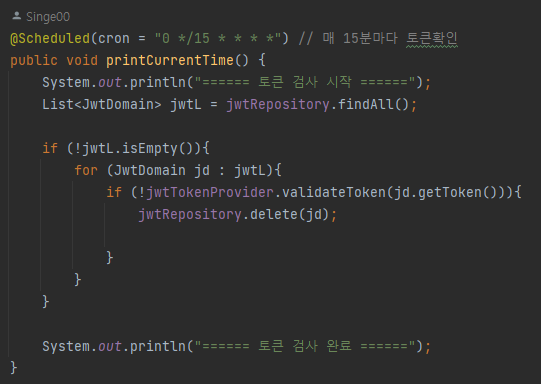 Singe00
@Scheduled(cron = "0 */15 * * * *") // 매 15분마다 토큰확인
public void printCurrentTime() {
System.out.println("====== 토큰 검사 시작 ======");
List<JwtDomain> jwtL = jwtRepository.findAll();
if (!jwtL.isEmpty()){
for (JwtDomain jd : jwtL){
if (!jwtTokenProvider.validateToken(jd.getToken())){
jwtRepository.delete(jd);
}
}
}
System.out.println("====== 토큰 검사 완료 ======");
}